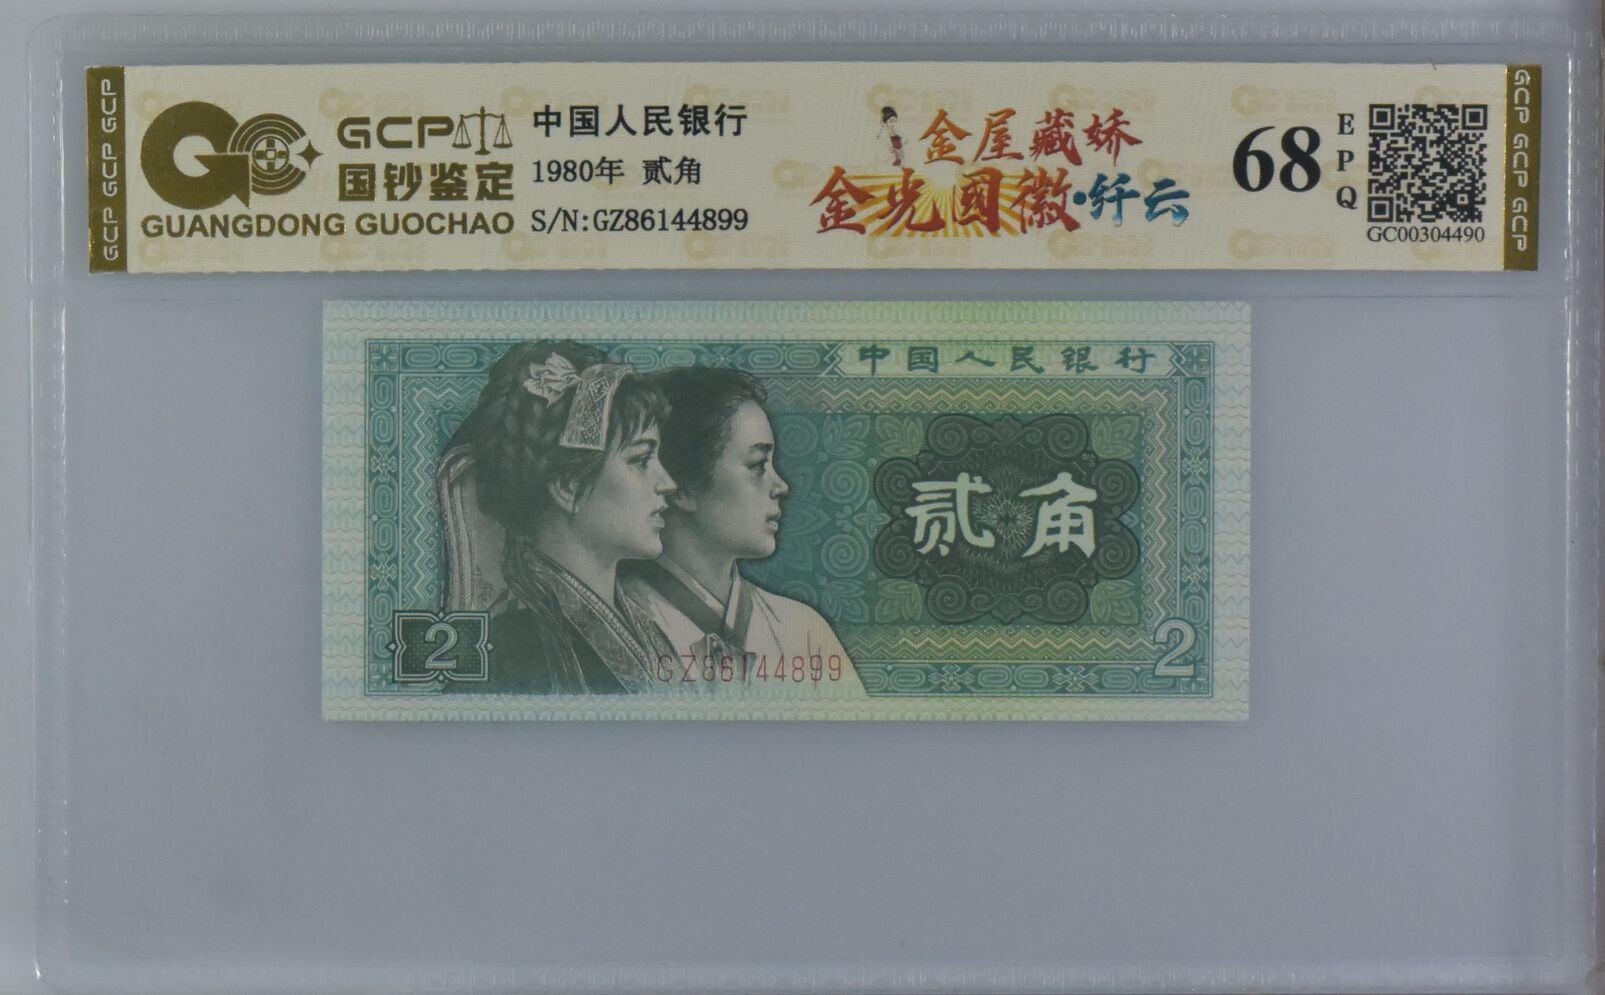 GCP GCP GCP
GCP
国钞鉴定
GUANGDONG GUOCHAO
中国人民银行
1980年 贰角
S/N:GZ86144899
金屋藏娇
金光國徽·纤云
68
EPQ
GC00304490
GCP GCP GCP
中国人民银行
贰角
2
GZ86144899
2